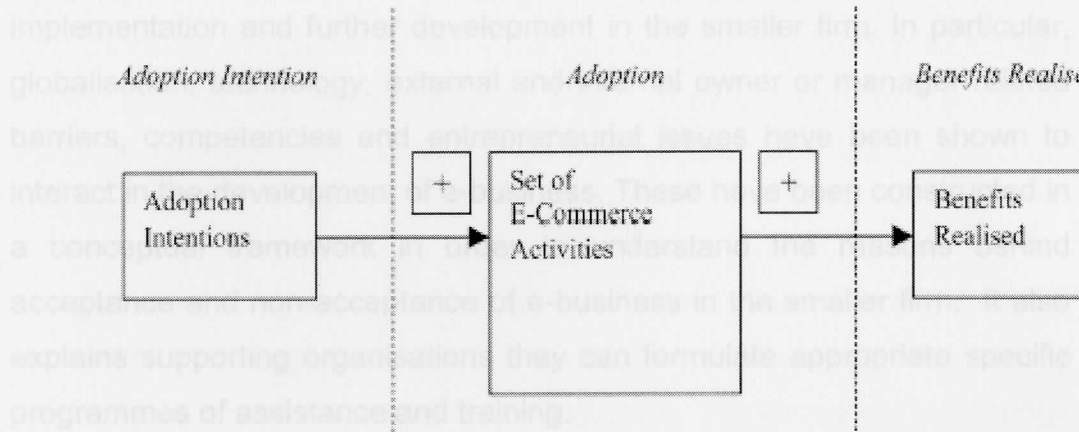 implementation and further development in the smaller firm. In particular,
Adoption Intention
Adoption
Benefits Realise
globalisation, technology, external and internal owner or manager related
barriers, competencies and entrepreneurial issues have been shown to
+
+
interact in the development of e-business. These have been constructed in
Adoption
Intentions
Set of
E-Commerce
Activities
Benefits
Realised
a conceptual framework in order to understand the reasons behind
acceptance and non-acceptance of e-business in the smaller firm. It also
explains supporting organisations they can formulate appropriate specific
programmes of assistance and training.